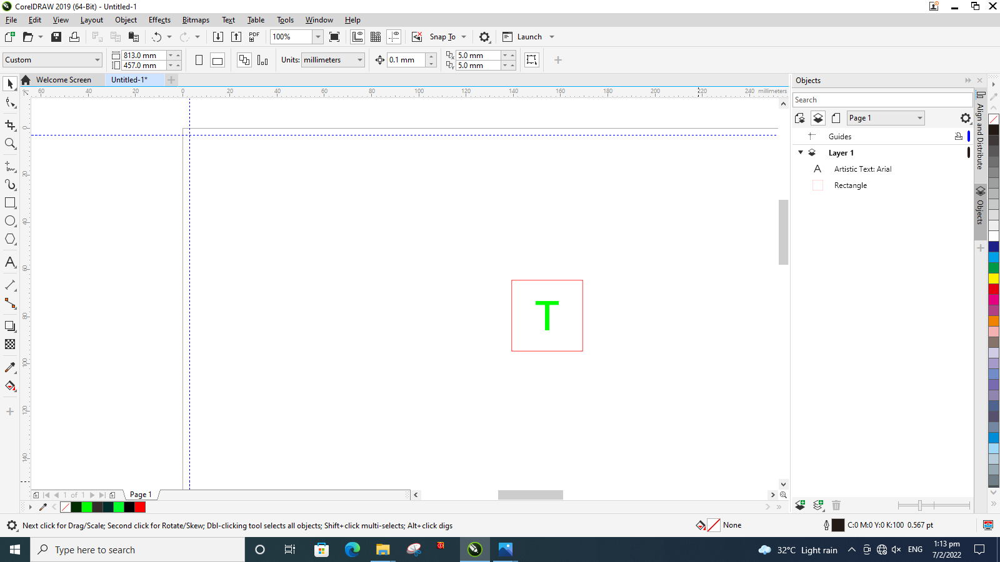 CorelDRAW 2019 (64-Bit) - Untitled-1
File Edit View Layout Object Effects Bitmaps Text Table Tools Window Help
PDF 100% Snap To Launch
Custom 813.0 mm 457.0 mm Units: millimeters 0.1 mm 5.0 mm 5.0 mm
Welcome Screen Untitled-1*
60 40 20 0 20 40 60 80 100 120 140 160 180 200 220 240 millimeters
0
20
40
60
80
100
120
140
T
Objects
Search
Page 1
Guides
Layer 1
Artistic Text: Arial
Rectangle
Align and Distribute
Objects
1 of 1 Page 1
Next click for Drag/Scale; Second click for Rotate/Skew; Dbl-clicking tool selects all objects; Shift+click multi-selects; Alt+click digs
None C:0 M:0 Y:0 K:100 0.567 pt
Type here to search
32°C Light rain ENG
1:13 pm
7/2/2022